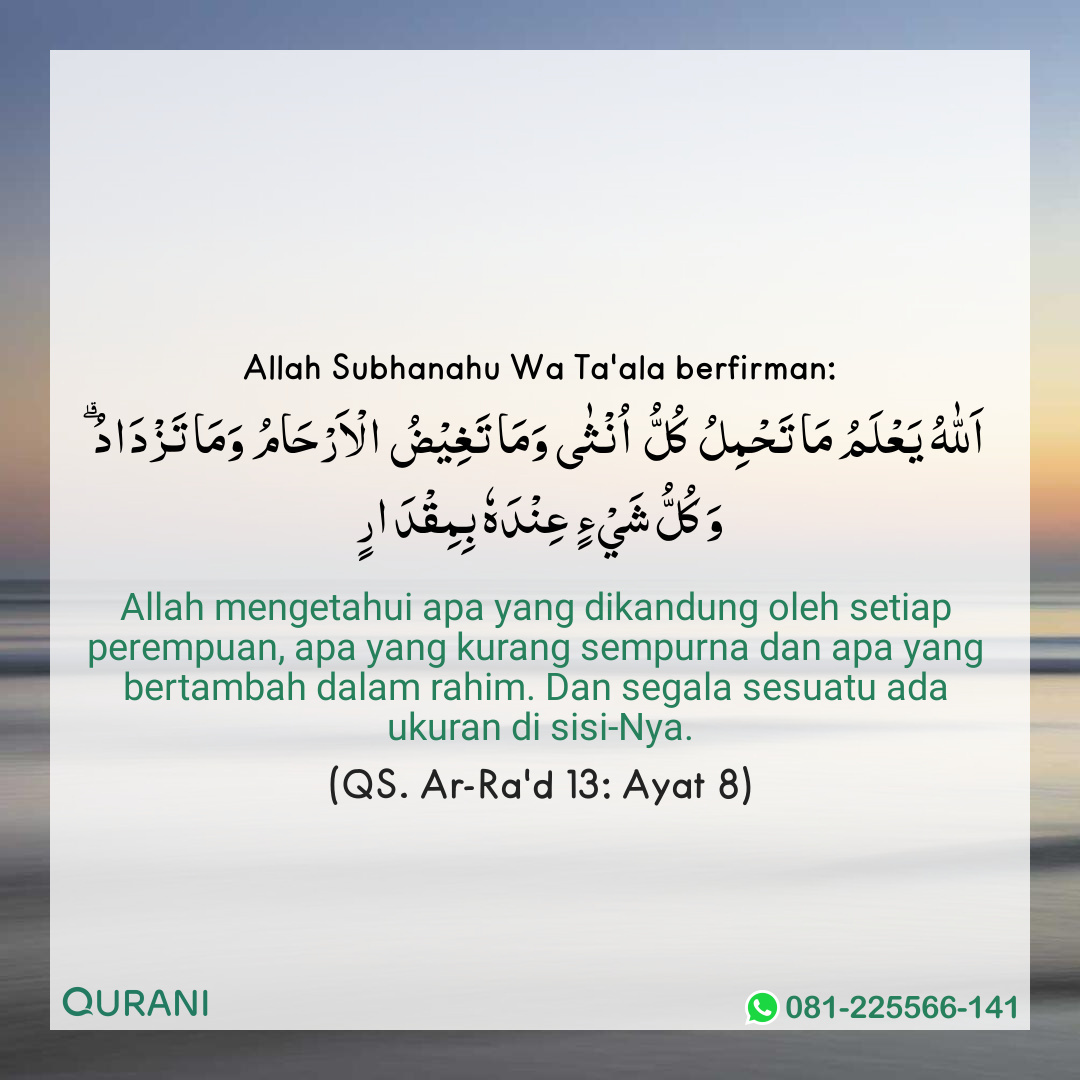 Allah Subhanahu Wa Ta'ala berfirman:
اَللّٰهُ يَعْلَمُ مَا تَحْمِلُ كُلُّ اُنْثٰى وَمَا تَغِيْضُ الْاَرْحَامُ وَمَا تَزْدَادُ ۗ
وَكُلُّ شَيْءٍ عِنْدَهٗ بِمِقْدَارٍ
Allah mengetahui apa yang dikandung oleh setiap
perempuan, apa yang kurang sempurna dan apa yang
bertambah dalam rahim. Dan segala sesuatu ada
ukuran di sisi-Nya.
(QS. Ar-Ra'd 13: Ayat 8)
QURANI
081-225566-141